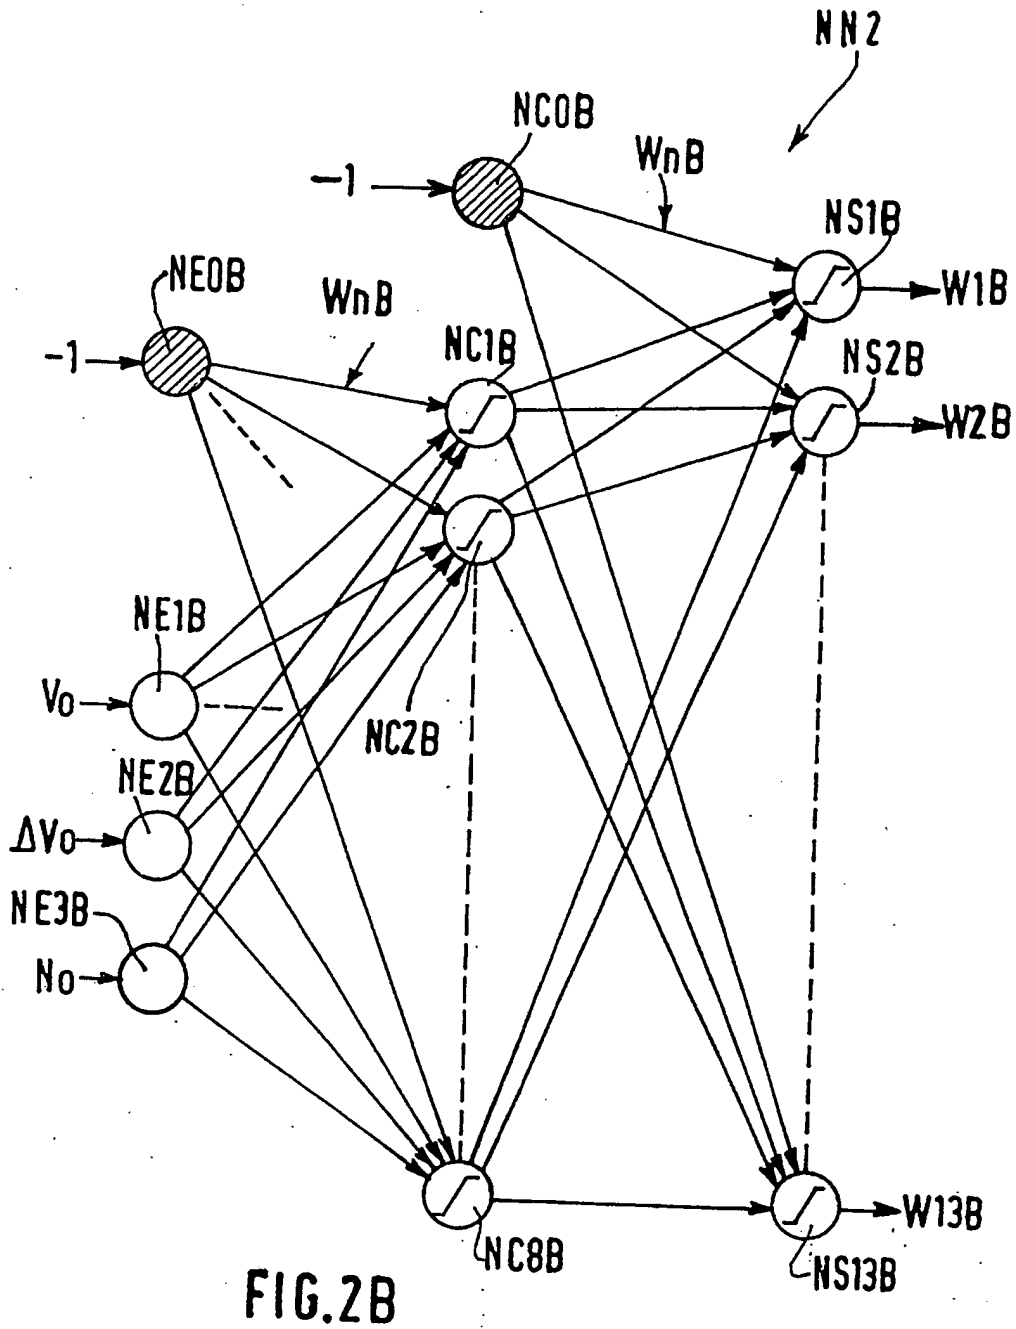 NN2
NC0B
WnB
-1
NS1B
NE0B
WnB
W1B
-1
NC1B
NS2B
W2B
NE1B
V0
NC2B
NE2B
ΔV0
NE3B
N0
W13B
NC8B
NS13B
FIG.2B